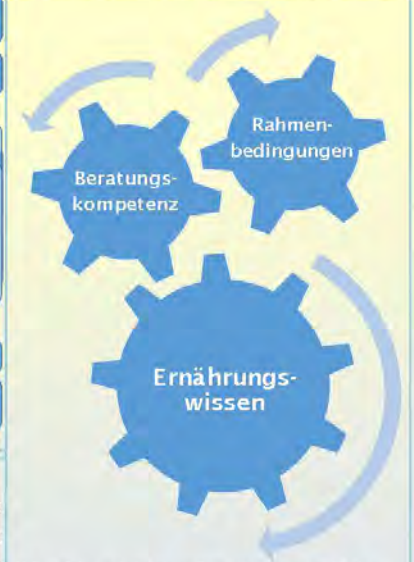 Rahmen-
bedingungen
Beratungs-
kompetenz
Ernährungs-
wissen